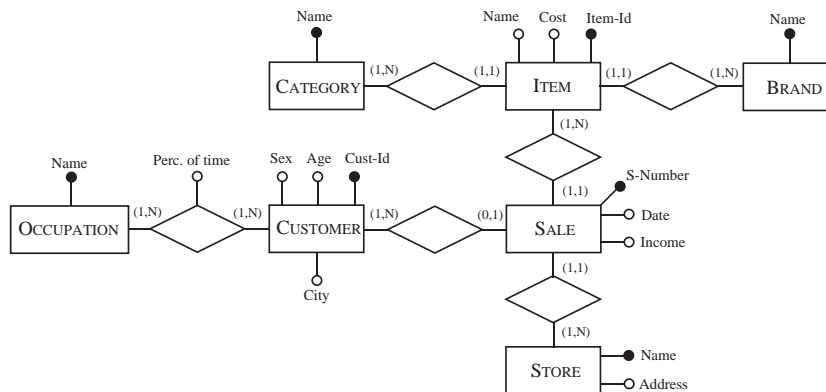 Name
Name
Cost
Item-Id
Name
CATEGORY
(1,N)
(1,1)
ITEM
(1,1)
(1,N)
BRAND
(1,N)
Name
Perc. of time
Sex
Age
Cust-Id
(1,1)
S-Number
OCCUPATION
(1,N)
(1,N)
CUSTOMER
(1,N)
(0,1)
SALE
Date
Income
City
(1,1)
(1,N)
STORE
Name
Address